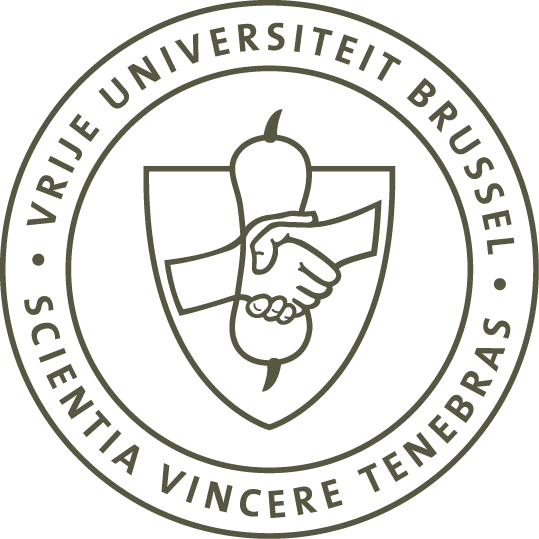 VRIJE UNIVERSITEIT BRUSSEL
SCIENTIA VINCERE TENEBRAS